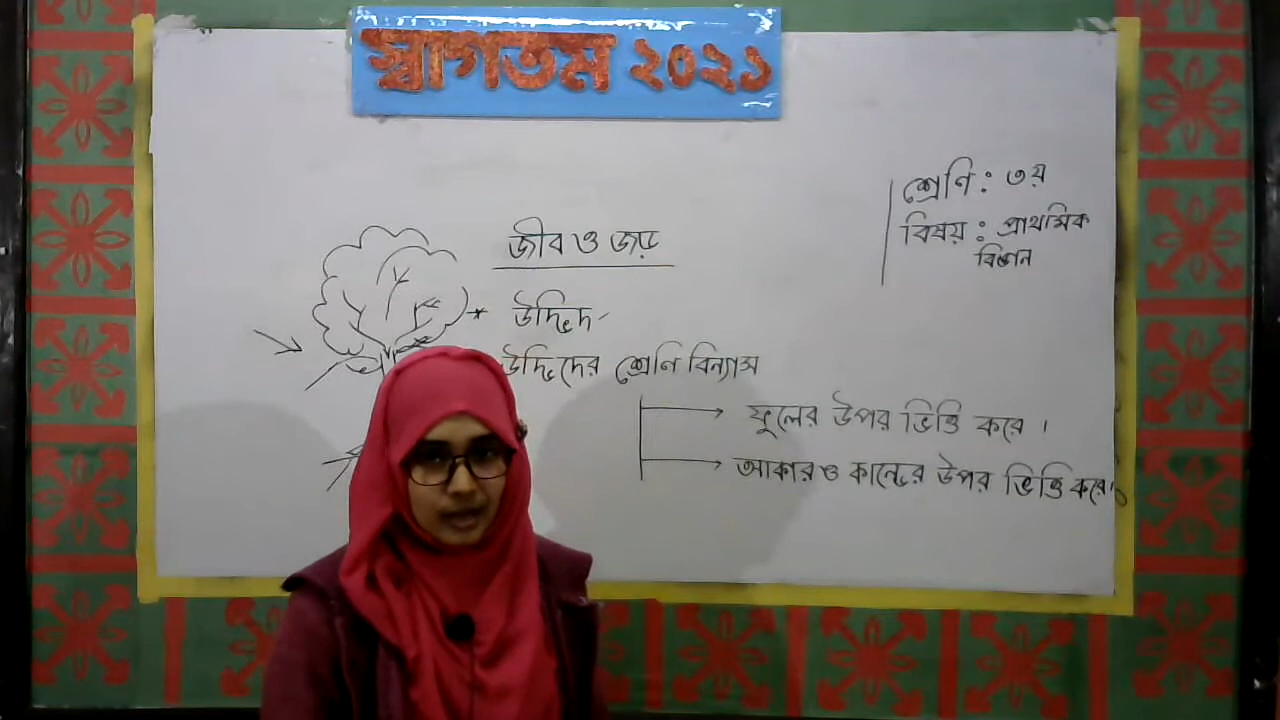 স্বাগতম ২০২১
শ্রেণি : ৩য়
বিষয় : প্রাথমিক
বিজ্ঞান
জীব ও জড়
উদ্ভিদ-
উদ্ভিদের শ্রেণি বিন্যাস
ফুলের উপর ভিত্তি করে ।
আকার ও কান্ডের উপর ভিত্তি করে।